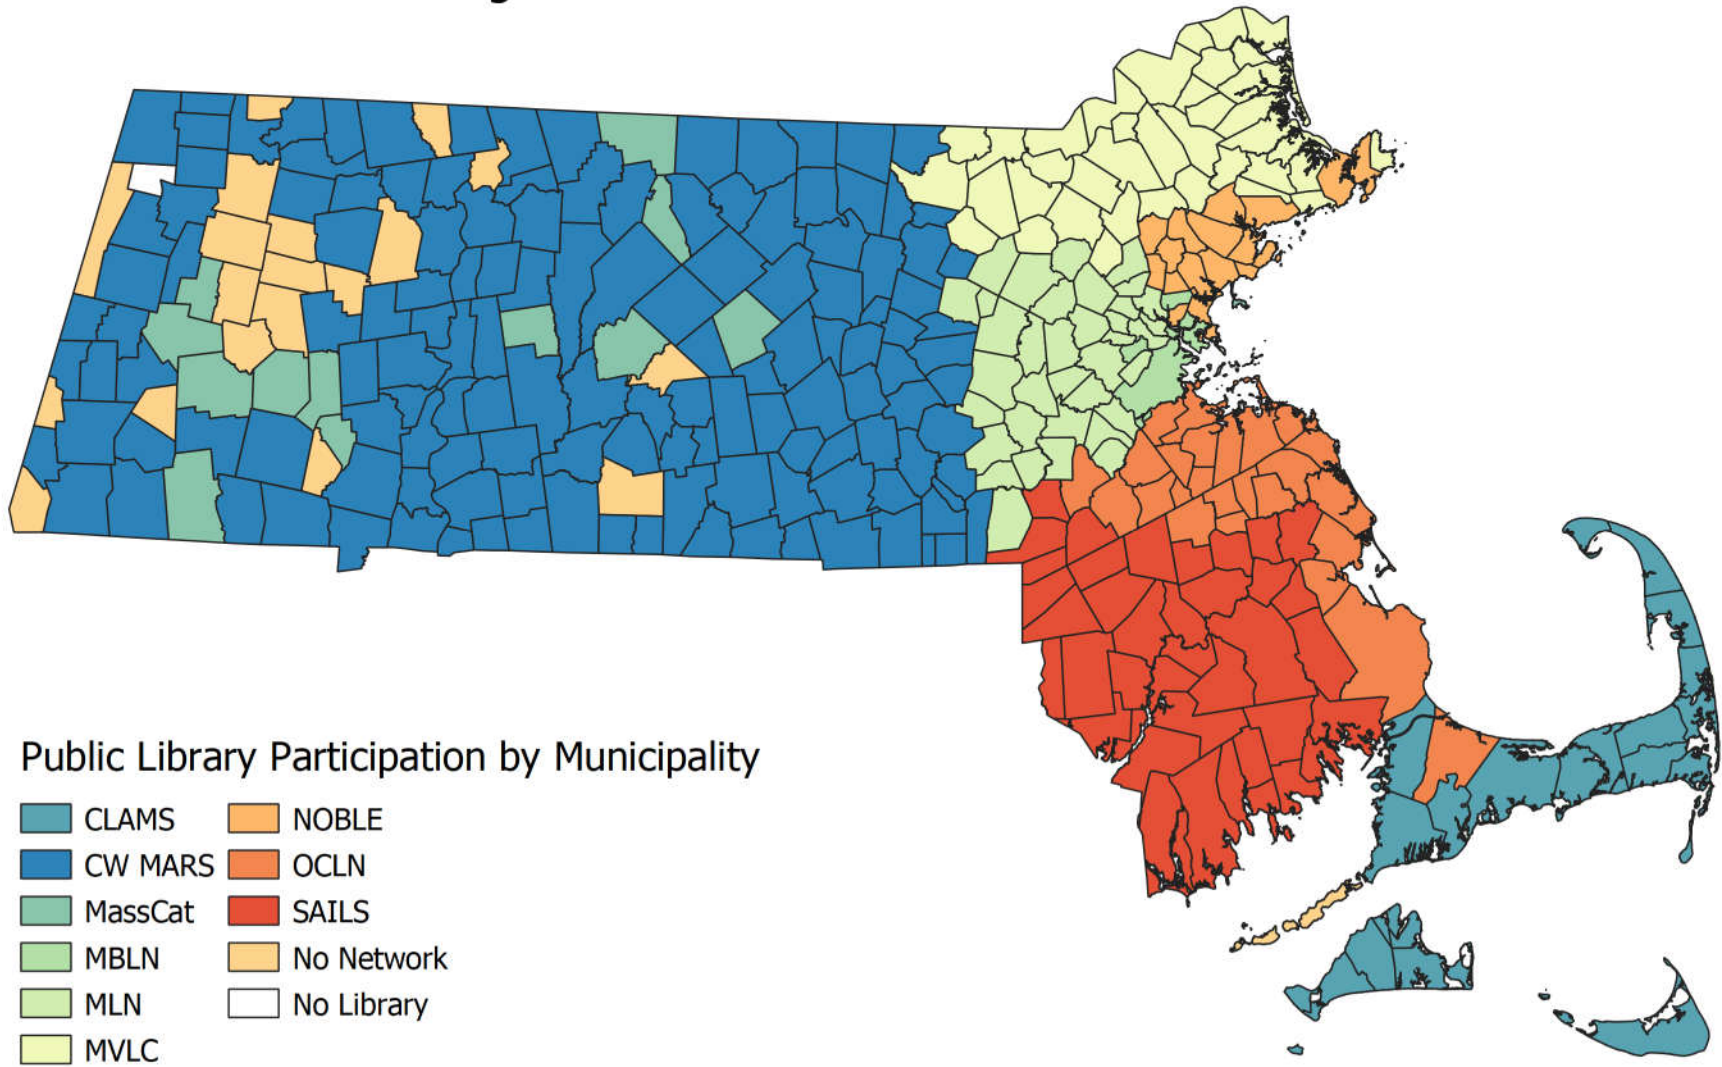 Public Library Participation by Municipality
CLAMS
CW MARS
MassCat
MBLN
MLN
MVLC
NOBLE
OCLN
SAILS
No Network
No Library